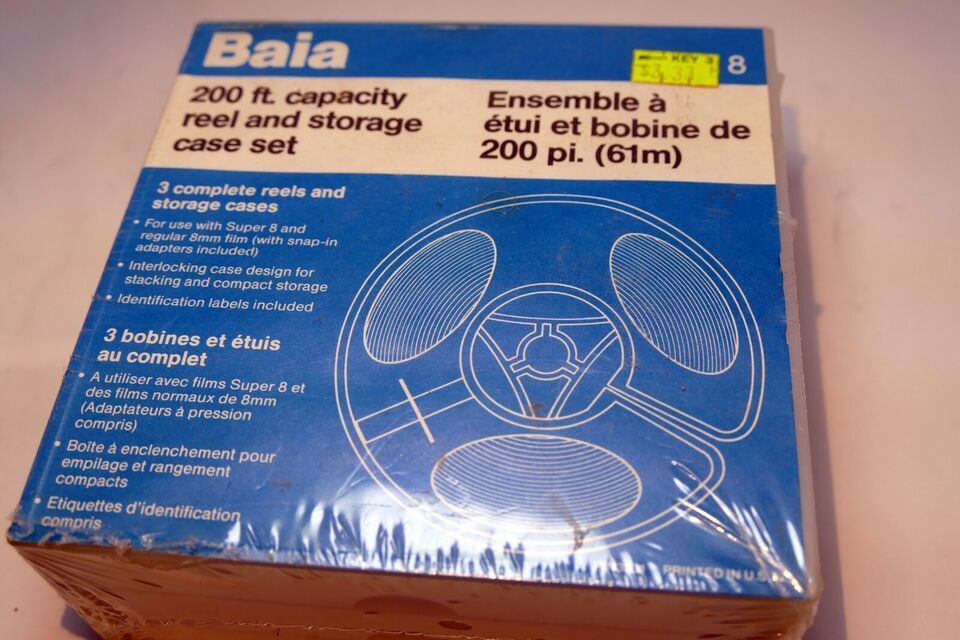 Baia
KEY 3
$3.33
8
200 ft. capacity
reel and storage
case set
Ensemble à
étui et bobine de
200 pi. (61m)
3 complete reels and
storage cases
• For use with Super 8 and
regular 8mm film (with snap-in
adapters included)
• Interlocking case design for
stacking and compact storage
• Identification labels included
3 bobines et étuis
au complet
• A utiliser avec films Super 8 et
des films normaux de 8mm
(Adaptateurs à pression
compris)
• Boîte à enclenchement pour
empilage et rangement
compacts
• Etiquettes d'identification
compris
PRINTED IN U.S.